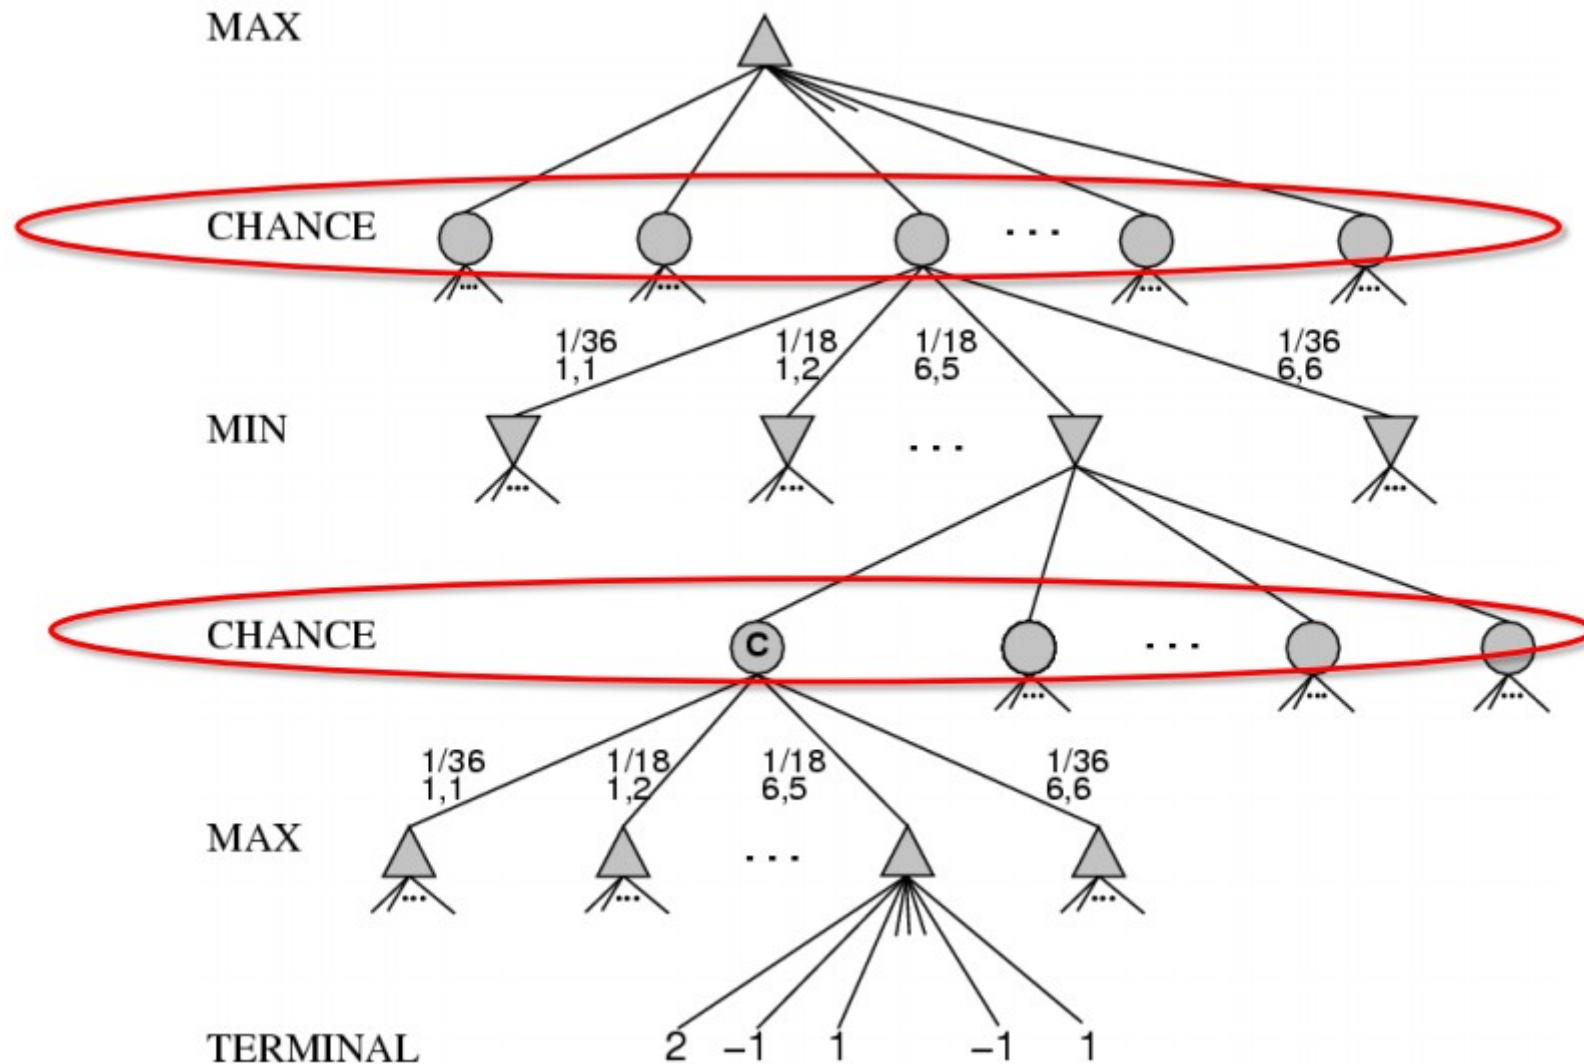 MAX
CHANCE
...
... ... ... ... ...
1/36 1/18 1/18 1/36
1,1 1,2 6,5 6,6
MIN ...
... ... ...
CHANCE C ...
... ... ...
1/36 1/18 1/18 1/36
1,1 1,2 6,5 6,6
MAX ...
... ... ...
TERMINAL 2 –1 1 –1 1